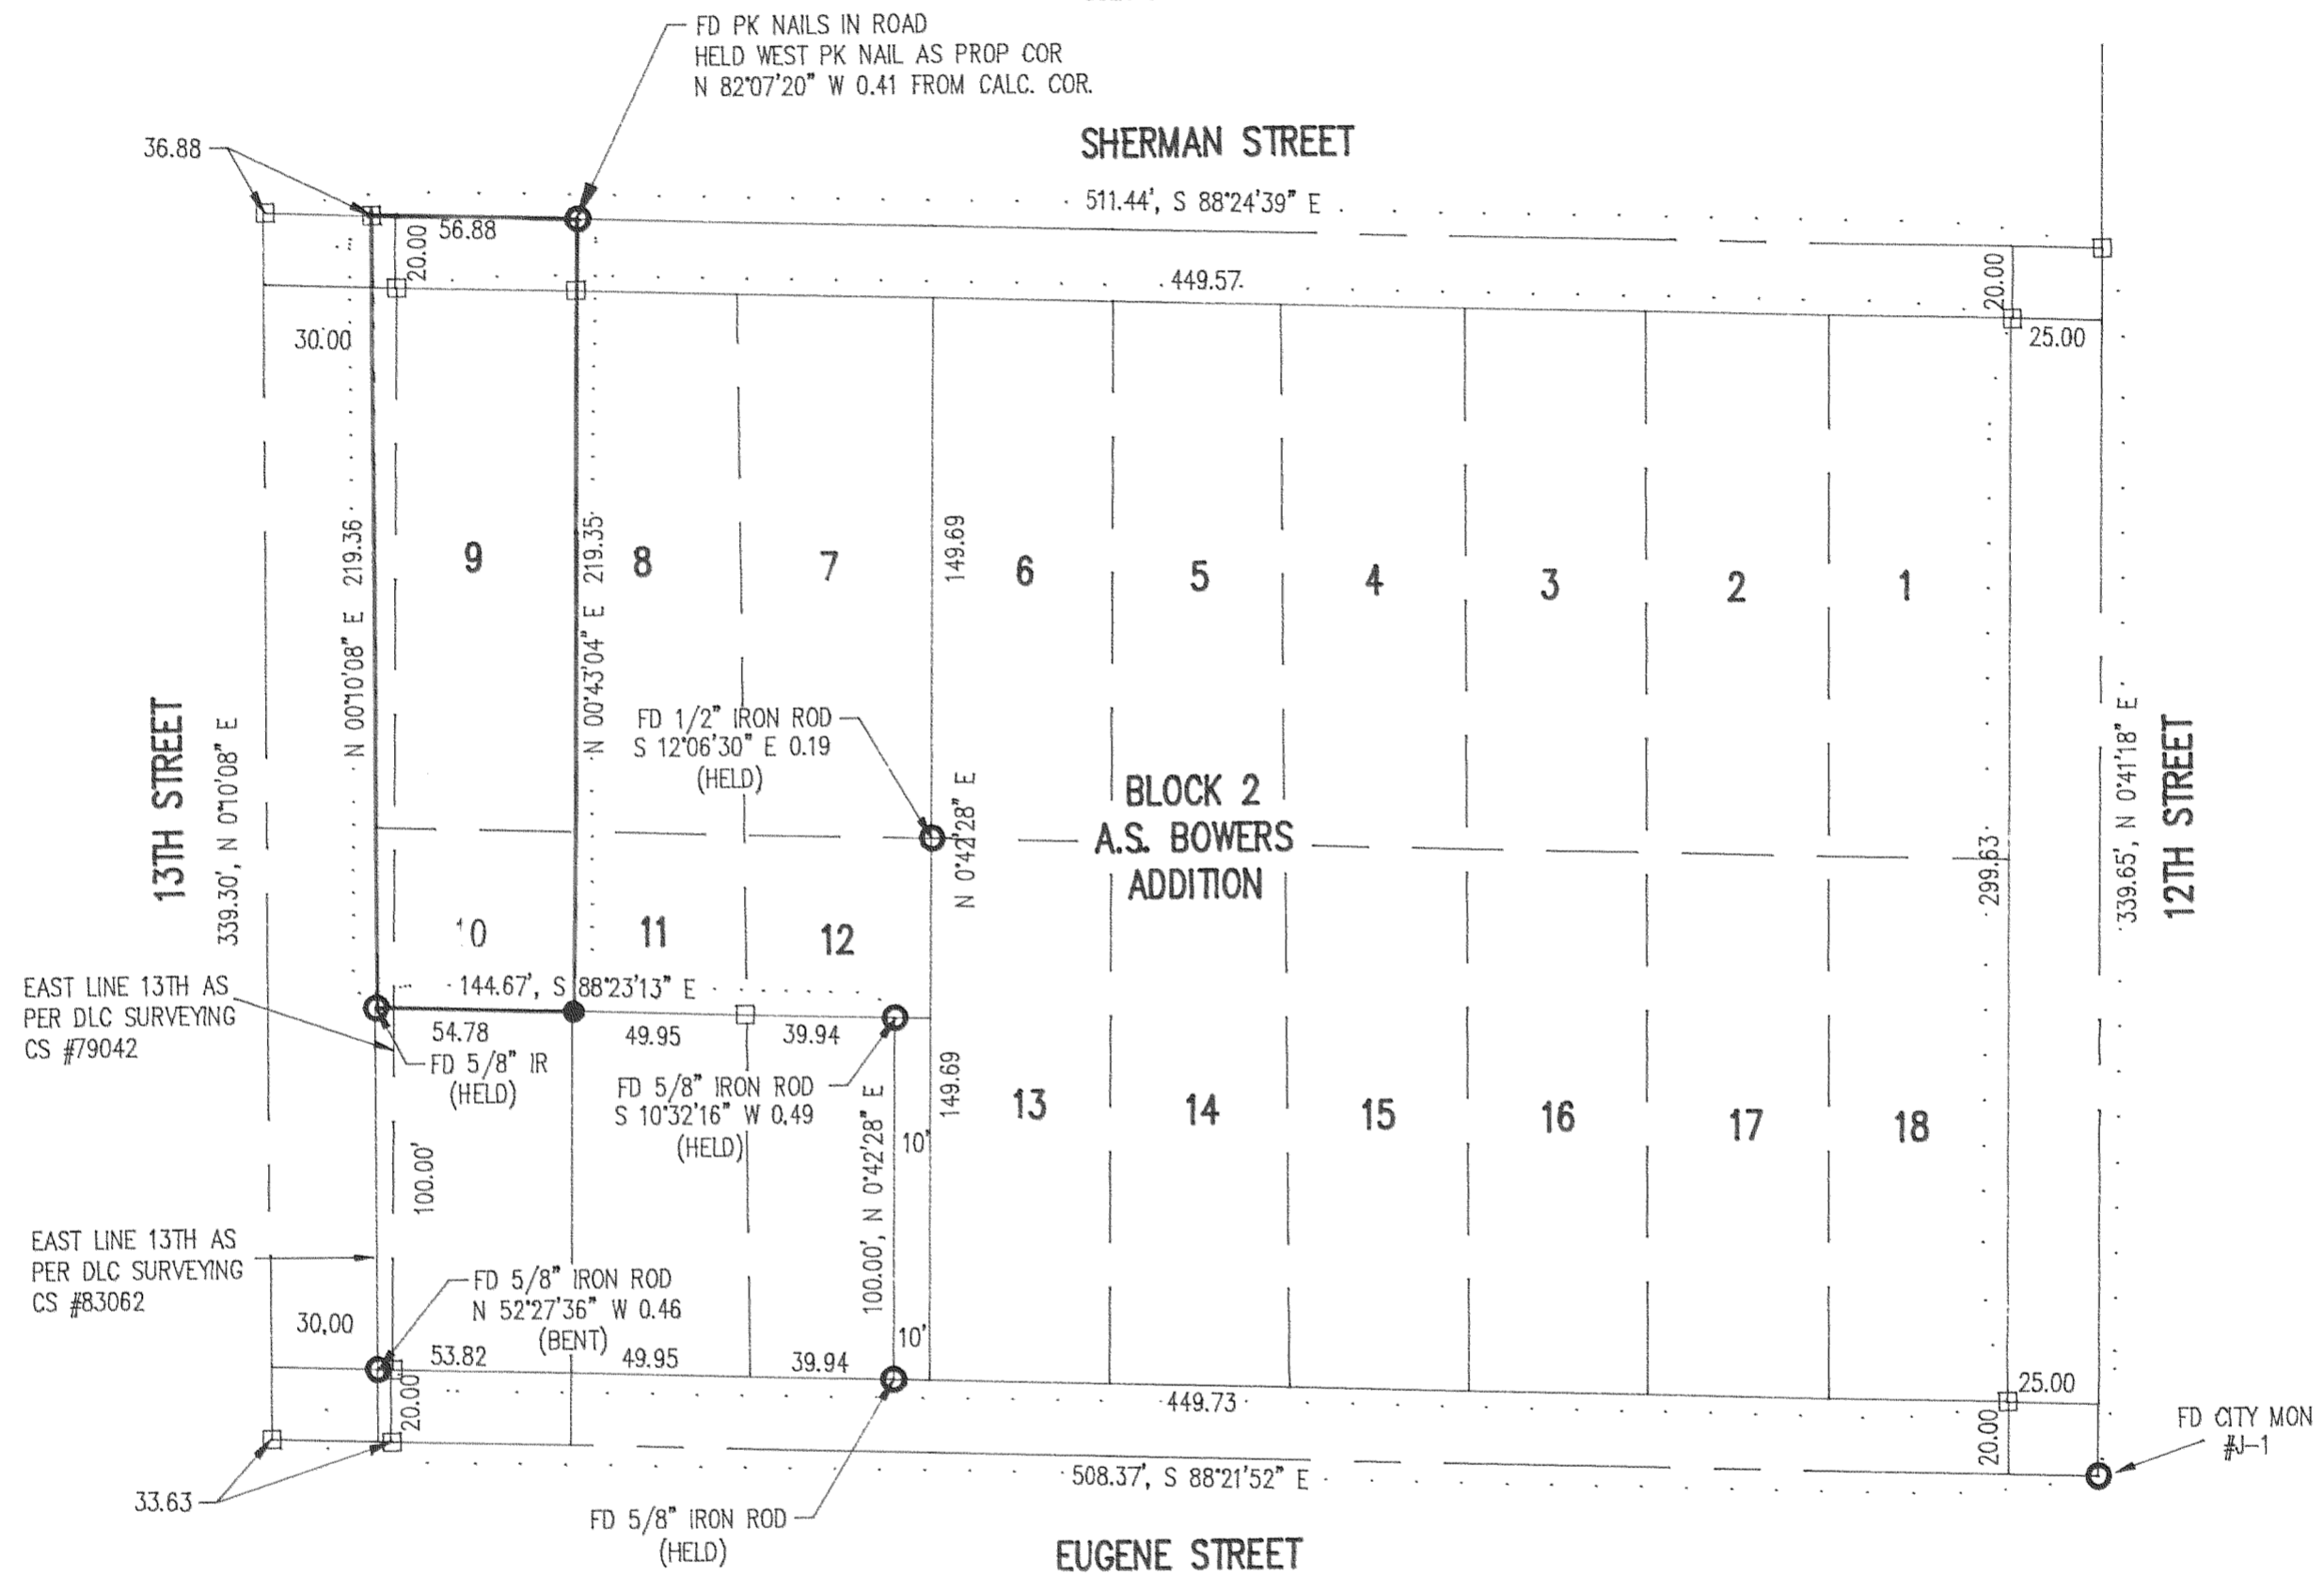 FD PK NAILS IN ROAD
HELD WEST PK NAIL AS PROP COR
N 82°07'20" W 0.41 FROM CALC. COR.
SHERMAN STREET
36.88
511.44', S 88°24'39" E
56.88
20.00
449.57
20.00
30.00
25.00
N 00°10'08" E 219.36
N 00°43'04" E 219.35
149.69
9
8
7
6
5
4
3
2
1
13TH STREET
339.30', N 0°10'08" E
FD 1/2" IRON ROD
S 12°06'30" E 0.19
(HELD)
N 0°42'28" E
BLOCK 2
A.S. BOWERS
ADDITION
299.63
339.65', N 0°41'18" E
12TH STREET
10
11
12
144.67', S 88°23'13" E
EAST LINE 13TH AS
PER DLC SURVEYING
CS #79042
54.78
49.95
39.94
FD 5/8" IR
(HELD)
FD 5/8" IRON ROD
S 10°32'16" W 0.49
(HELD)
149.69
13
14
15
16
17
18
100.00'
100.00', N 0°42'28" E
10'
10'
EAST LINE 13TH AS
PER DLC SURVEYING
CS #83062
FD 5/8" IRON ROD
N 52°27'36" W 0.46
(BENT)
30.00
53.82
49.95
39.94
20.00
449.73
25.00
20.00
FD CITY MON
#J-1
508.37', S 88°21'52" E
33.63
FD 5/8" IRON ROD
(HELD)
EUGENE STREET